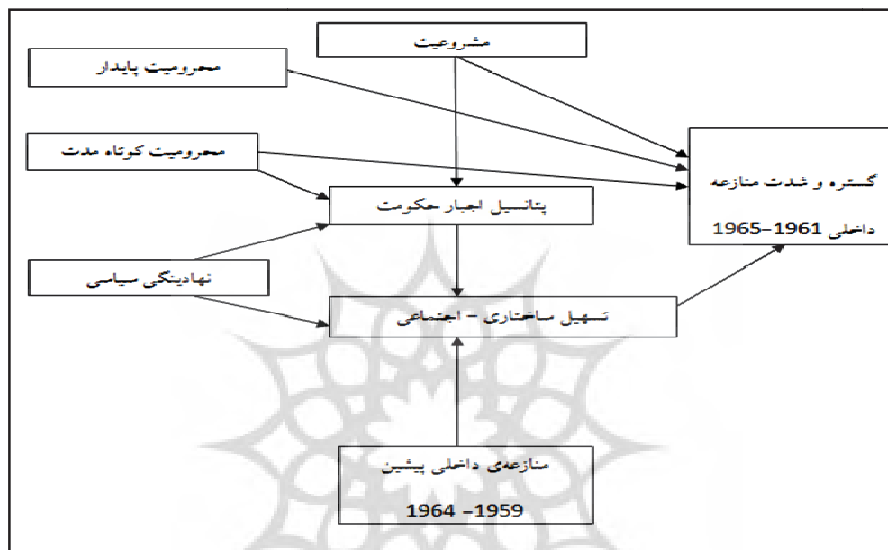 مشروعیت
محرومیت پایدار
محرومیت کوتاه مدت
گستره و شدت منازعه
داخلی 1961–1965
پتانسیل اجبار حکومت
نهادینگی سیاسی
تسهیل ساختاری – اجتماعی
منازعه‌ی داخلی پیشین
1959 –1964